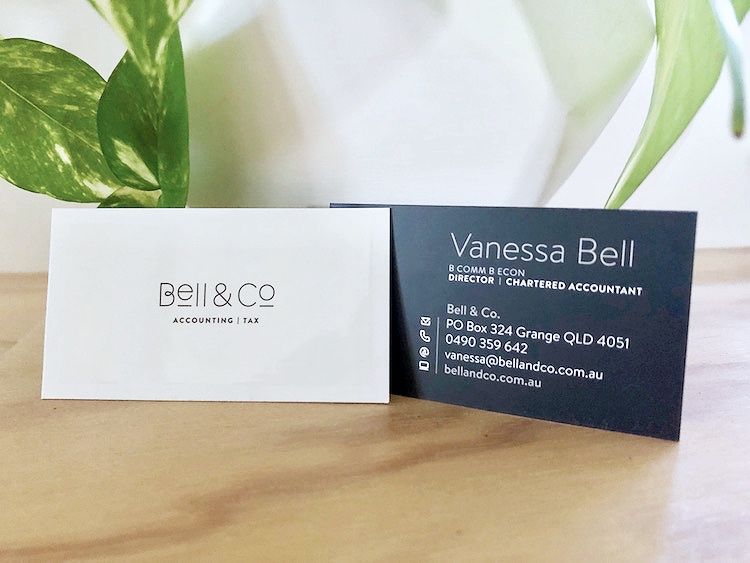 Bell & Co
ACCOUNTING | TAX
Vanessa Bell
B COMM B ECON
DIRECTOR | CHARTERED ACCOUNTANT
Bell & Co.
PO Box 324 Grange QLD 4051
0490 359 642
vanessa@bellandco.com.au
bellandco.com.au